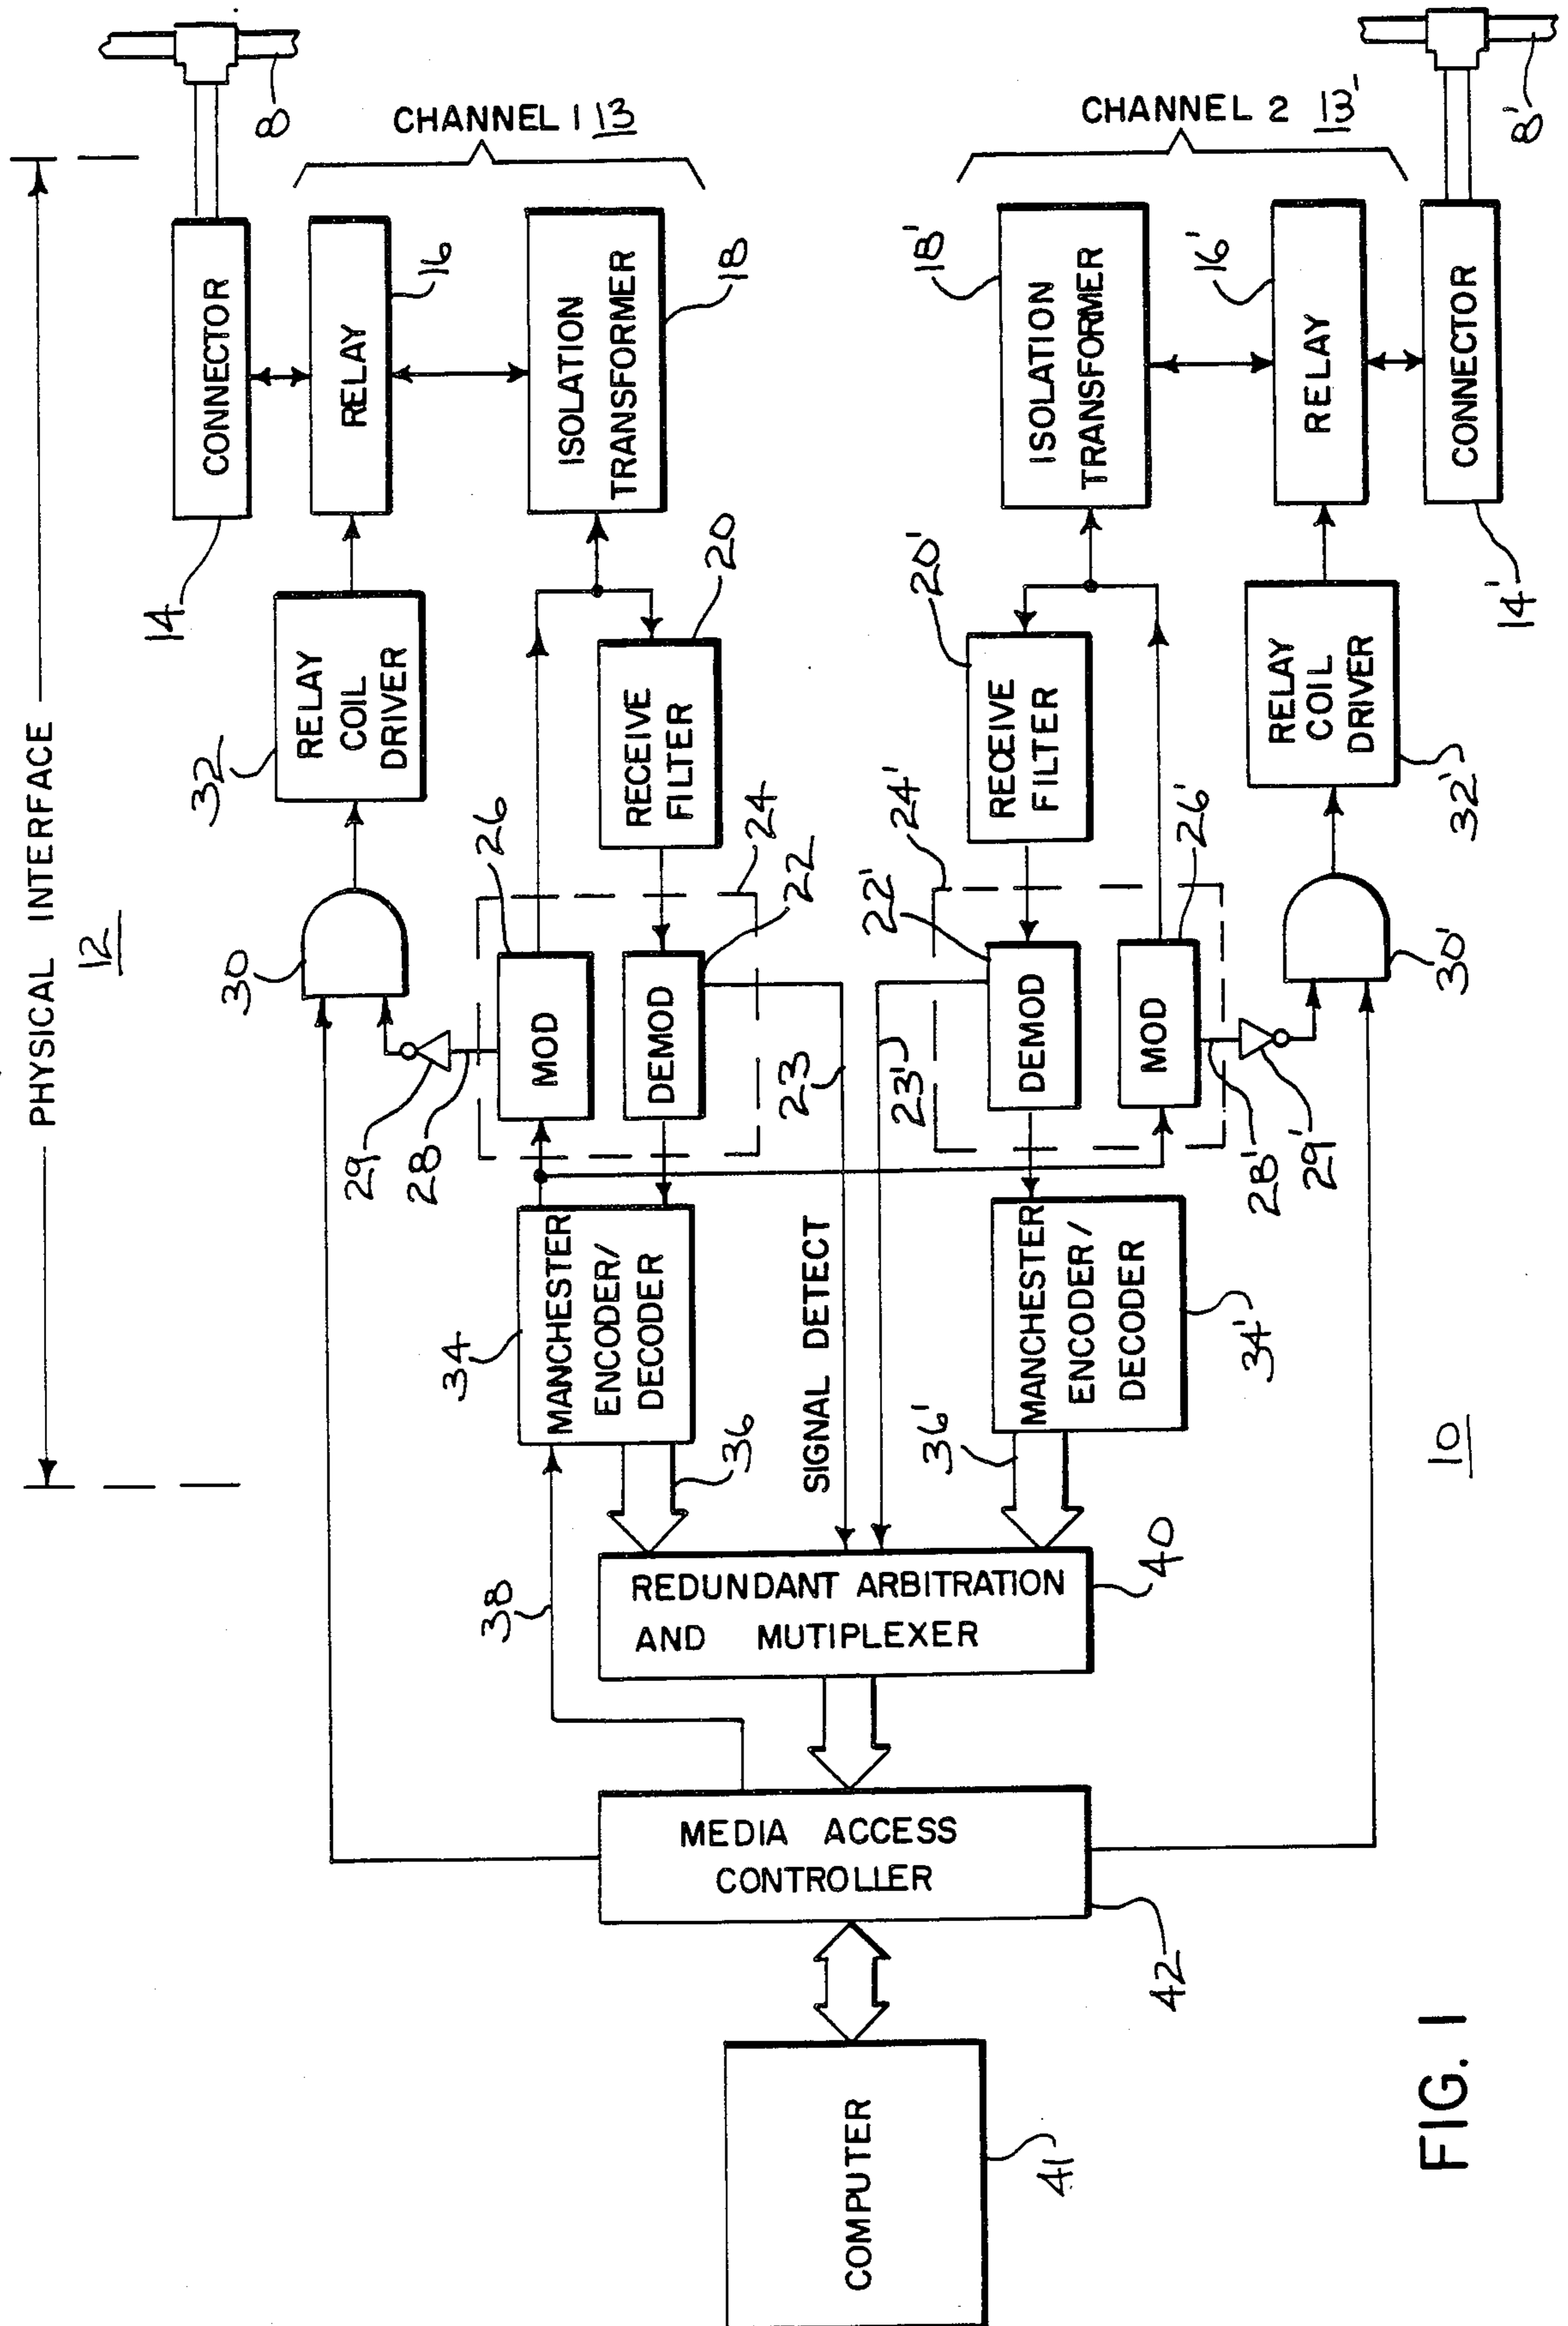 PHYSICAL INTERFACE
12
8
CHANNEL 1 13
CONNECTOR
14
RELAY
16
ISOLATION
TRANSFORMER
18
RELAY
COIL
DRIVER
32
RECEIVE
FILTER
20
30
29
28
26
MOD
24
DEMOD
22
23
MANCHESTER
ENCODER/
DECODER
34
36
38
SIGNAL DETECT
CHANNEL 2 13'
8'
ISOLATION
TRANSFORMER
18'
RELAY
16'
CONNECTOR
14'
RECEIVE
FILTER
20'
RELAY
COIL
DRIVER
32'
24'
22'
DEMOD
23'
26'
MOD
28'
29'
30'
MANCHESTER
ENCODER/
DECODER
34'
36'
REDUNDANT ARBITRATION
AND MUTIPLEXER
40
MEDIA ACCESS
CONTROLLER
42
COMPUTER
41
10
FIG. 1